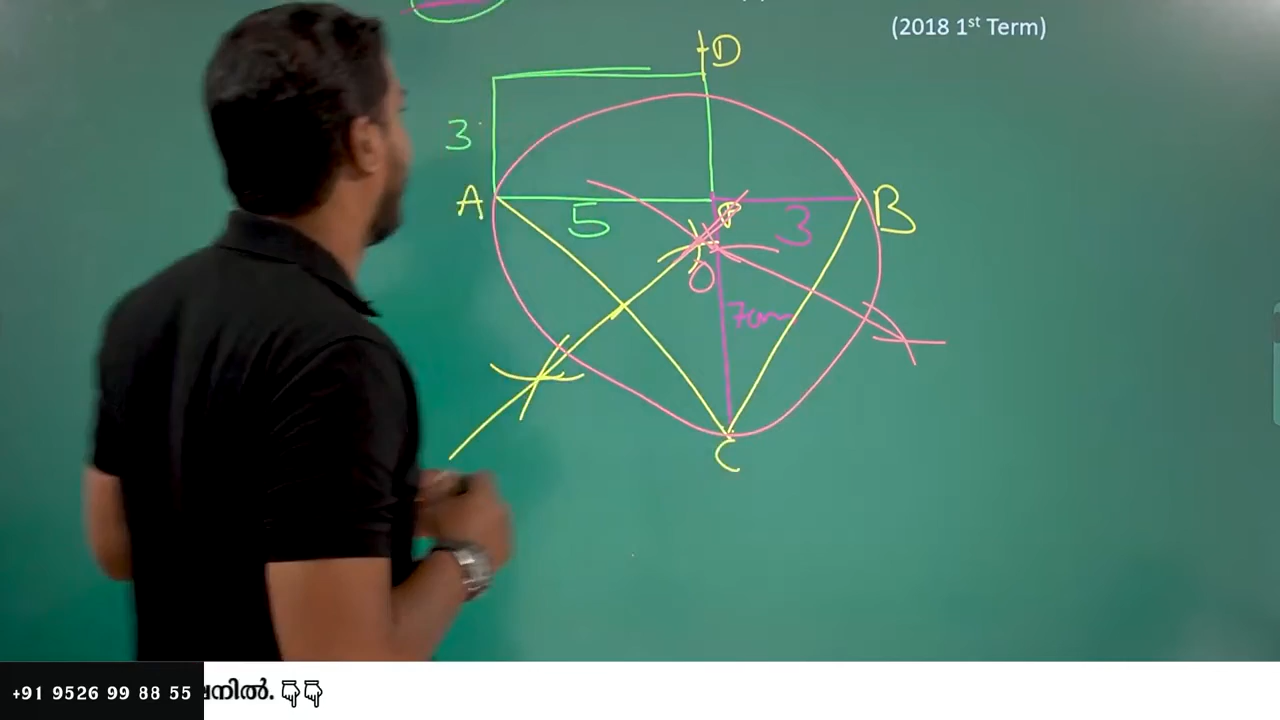 (2018 1st Term)
D
3
A
5
P
3
B
O
7cm
C
+91 9526 99 88 55
നിൽ. 👇👇